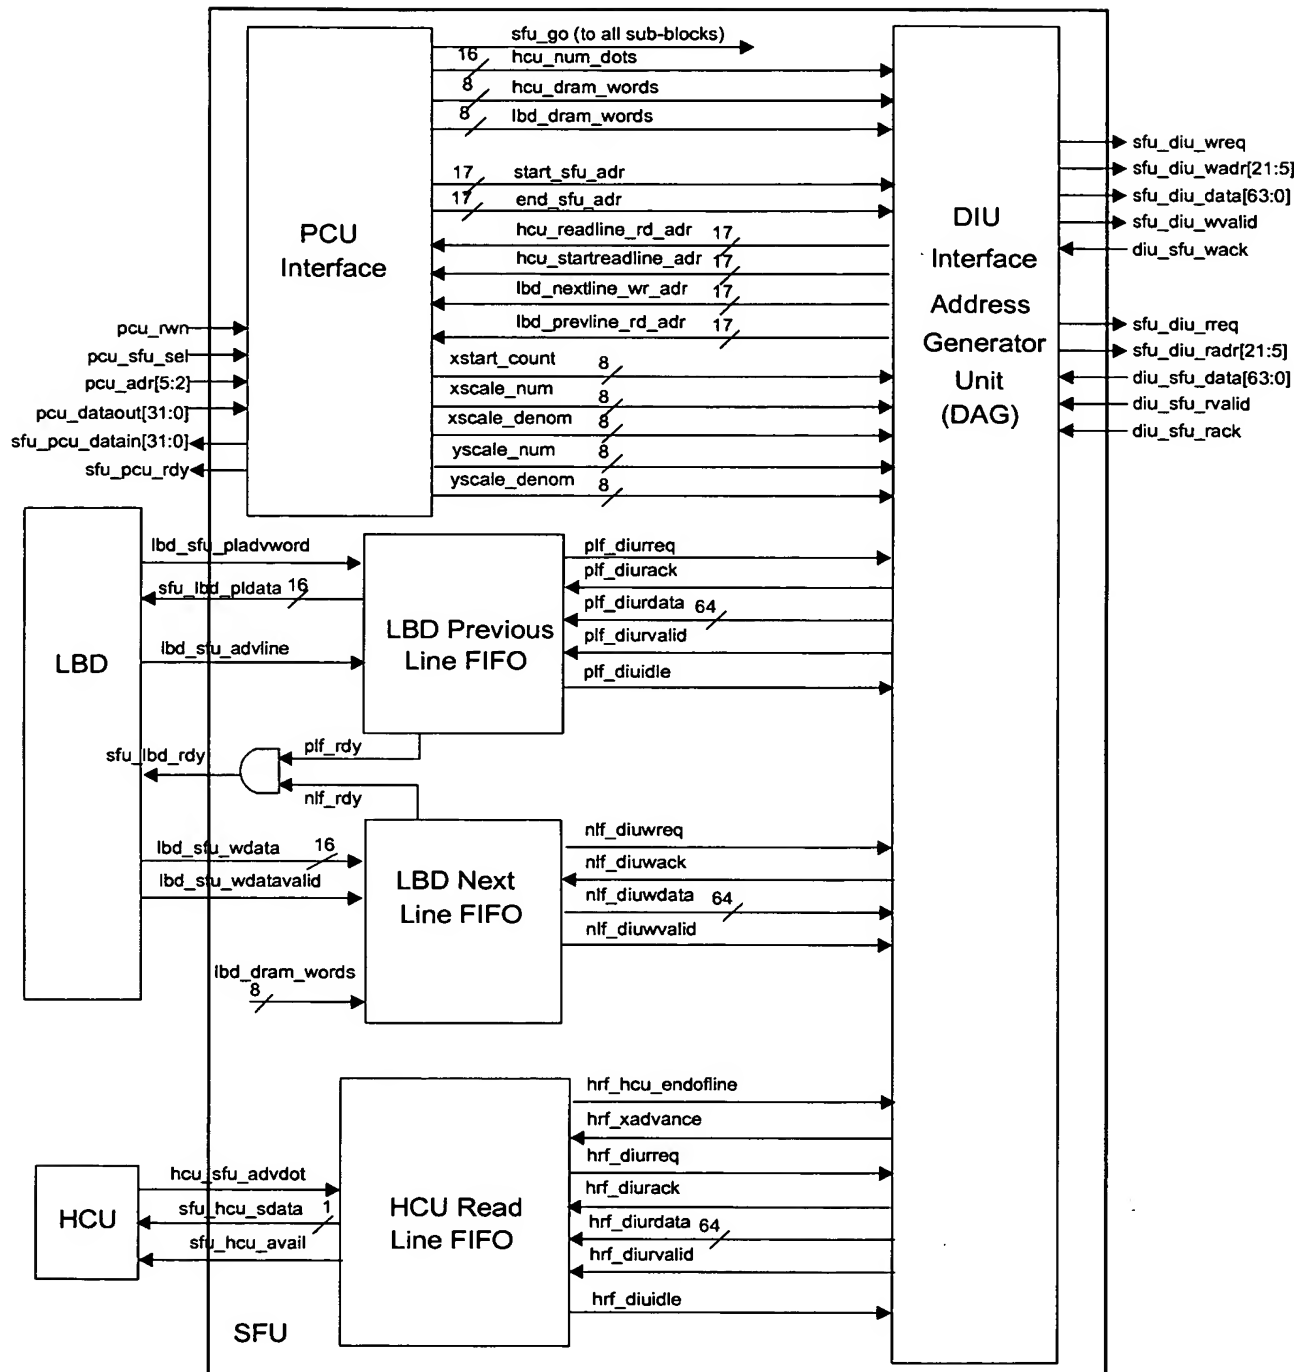 sfu_go (to all sub-blocks)
16 hcu_num_dots
8 hcu_dram_words
8 lbd_dram_words
17 start_sfu_adr
17 end_sfu_adr
hcu_readline_rd_adr 17
hcu_startreadline_adr 17
lbd_nextline_wr_adr 17
lbd_prevline_rd_adr 17
xstart_count 8
xscale_num 8
xscale_denom 8
yscale_num 8
yscale_denom 8
PCU
Interface
pcu_rwn
pcu_sfu_sel
pcu_adr[5:2]
pcu_dataout[31:0]
sfu_pcu_datain[31:0]
sfu_pcu_rdy
DIU
Interface
Address
Generator
Unit
(DAG)
sfu_diu_wreq
sfu_diu_wadr[21:5]
sfu_diu_data[63:0]
sfu_diu_wvalid
diu_sfu_wack
sfu_diu_rreq
sfu_diu_radr[21:5]
diu_sfu_data[63:0]
diu_sfu_rvalid
diu_sfu_rack
LBD
lbd_sfu_pladvword
sfu_lbd_pldata 16
lbd_sfu_advline
LBD Previous
Line FIFO
plf_diurreq
plf_diurack
plf_diurdata 64
plf_diurvalid
plf_diuidle
sfu_lbd_rdy
plf_rdy
nlf_rdy
lbd_sfu_wdata 16
lbd_sfu_wdatavalid
lbd_dram_words
8
LBD Next
Line FIFO
nlf_diuwreq
nlf_diuwack
nlf_diuwdata 64
nlf_diuwvalid
HCU
hcu_sfu_advdot
sfu_hcu_sdata 1
sfu_hcu_avail
HCU Read
Line FIFO
hrf_hcu_endofline
hrf_xadvance
hrf_diurreq
hrf_diurack
hrf_diurdata 64
hrf_diurvalid
hrf_diuidle
SFU